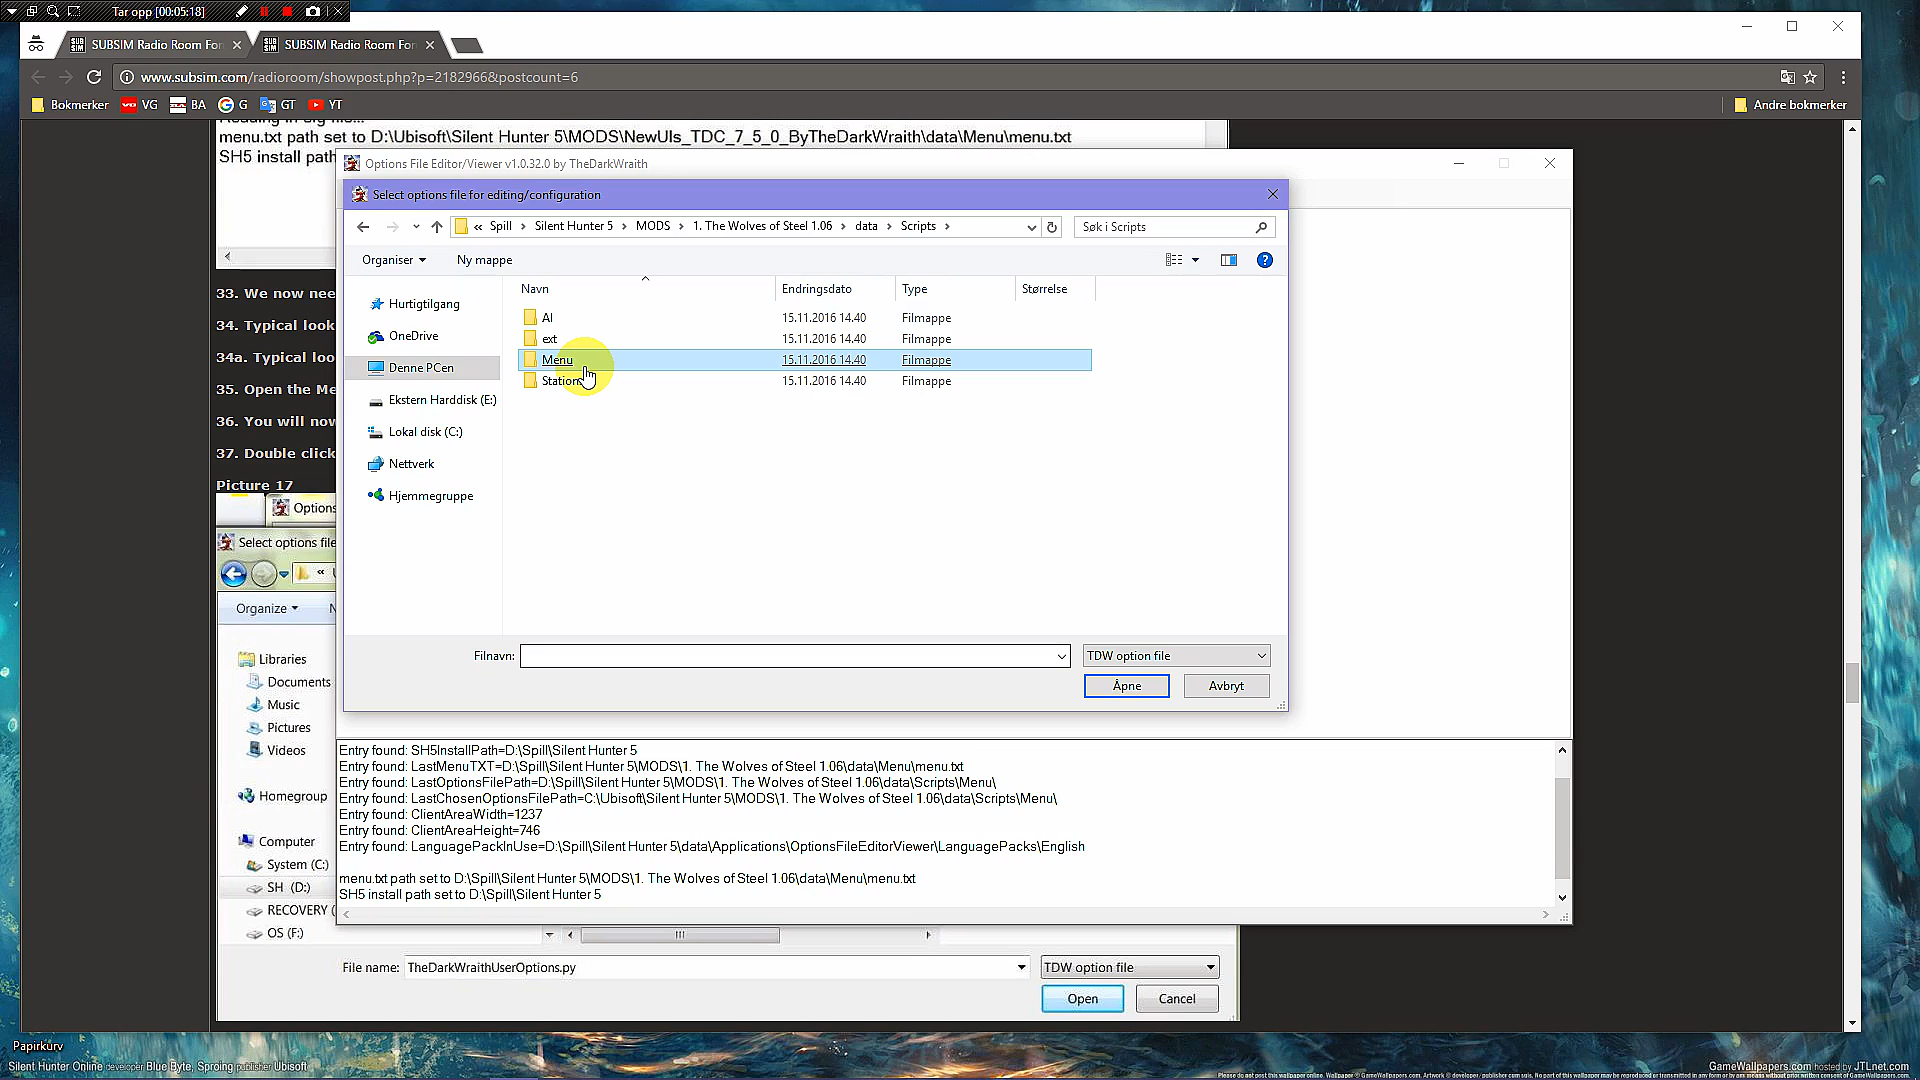 Tar opp [00:05:18]
SUBSIM Radio Room For
SUBSIM Radio Room For
www.subsim.com/radioroom/showpost.php?p=2182966&postcount=6
Bokmerker
VG
BA
G
GT
YT
Andre bokmerker
menu.txt path set to D:\Ubisoft\Silent Hunter 5\MODS\NewUIs_TDC_7_5_0_ByTheDarkWraith\data\Menu\menu.txt
SH5 install path
Options File Editor/Viewer v1.0.32.0 by TheDarkWraith
Select options file for editing/configuration
« Spill > Silent Hunter 5 > MODS > 1. The Wolves of Steel 1.06 > data > Scripts >
Søk i Scripts
Organiser
Ny mappe
Navn
Endringsdato
Type
Størrelse
Hurtigtilgang
OneDrive
Denne PCen
Ekstern Harddisk (E:)
Lokal disk (C:)
Nettverk
Hjemmegruppe
AI 15.11.2016 14.40 Filmappe
ext 15.11.2016 14.40 Filmappe
Menu 15.11.2016 14.40 Filmappe
Station 15.11.2016 14.40 Filmappe
Filnavn:
TDW option file
Åpne
Avbryt
33. We now nee
34. Typical look
34a. Typical loo
35. Open the Me
36. You will now
37. Double click
Picture 17
Options
Select options file
«
Organize
N
Libraries
Documents
Music
Pictures
Videos
Homegroup
Computer
System (C:)
SH (D:)
RECOVERY (
OS (F:)
Entry found: SH5InstallPath=D:\Spill\Silent Hunter 5
Entry found: LastMenuTXT=D:\Spill\Silent Hunter 5\MODS\1. The Wolves of Steel 1.06\data\Menu\menu.txt
Entry found: LastOptionsFilePath=D:\Spill\Silent Hunter 5\MODS\1. The Wolves of Steel 1.06\data\Scripts\Menu\
Entry found: LastChosenOptionsFilePath=C:\Ubisoft\Silent Hunter 5\MODS\1. The Wolves of Steel 1.06\data\Scripts\Menu\
Entry found: ClientAreaWidth=1237
Entry found: ClientAreaHeight=746
Entry found: LanguagePackInUse=D:\Spill\Silent Hunter 5\data\Applications\OptionsFileEditorViewer\LanguagePacks\English
menu.txt path set to D:\Spill\Silent Hunter 5\MODS\1. The Wolves of Steel 1.06\data\Menu\menu.txt
SH5 install path set to D:\Spill\Silent Hunter 5
File name: TheDarkWraithUserOptions.py
TDW option file
Open
Cancel
Papirkurv
Silent Hunter Online developer Blue Byte, Sproing publisher Ubisoft
GameWallpapers.com hosted by JTLnet.com